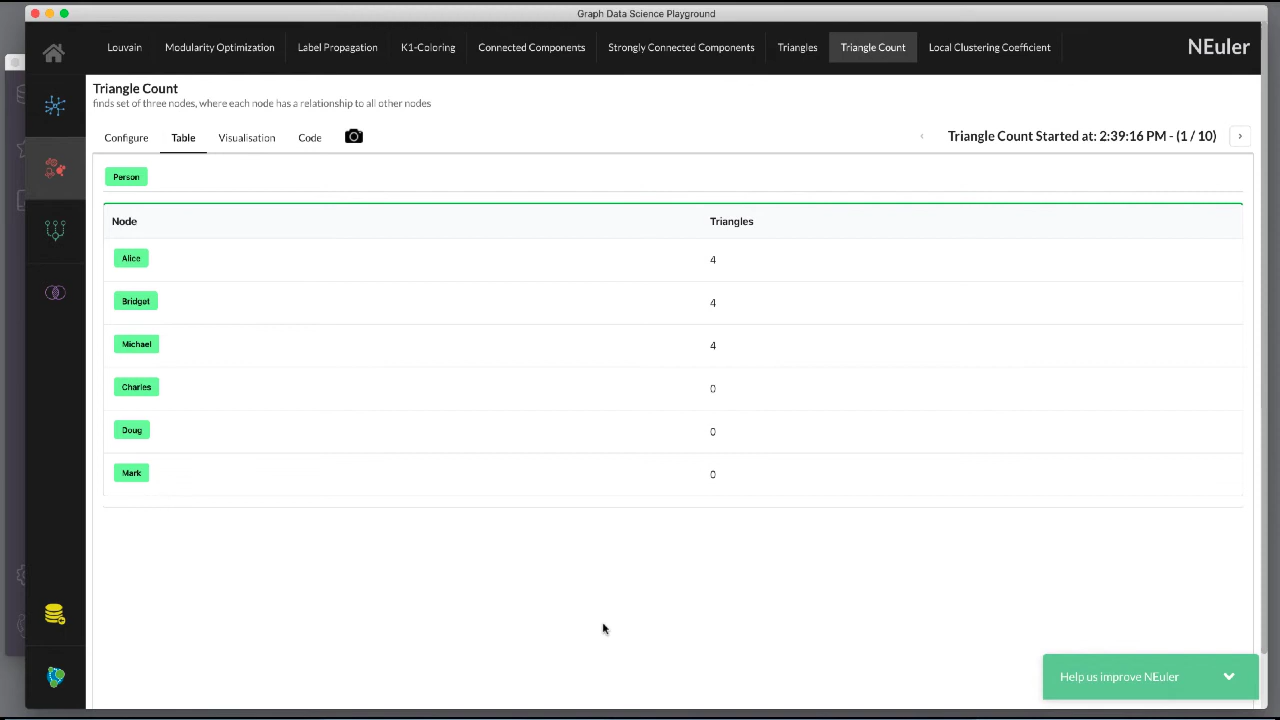 Graph Data Science Playground
Louvain Modularity Optimization Label Propagation K1-Coloring Connected Components Strongly Connected Components Triangles Triangle Count Local Clustering Coefficient NEuler
Triangle Count
finds set of three nodes, where each node has a relationship to all other nodes
Configure Table Visualisation Code Triangle Count Started at: 2:39:16 PM - (1 / 10)
Person
Node Triangles
Alice 4
Bridget 4
Michael 4
Charles 0
Doug 0
Mark 0
Help us improve NEuler